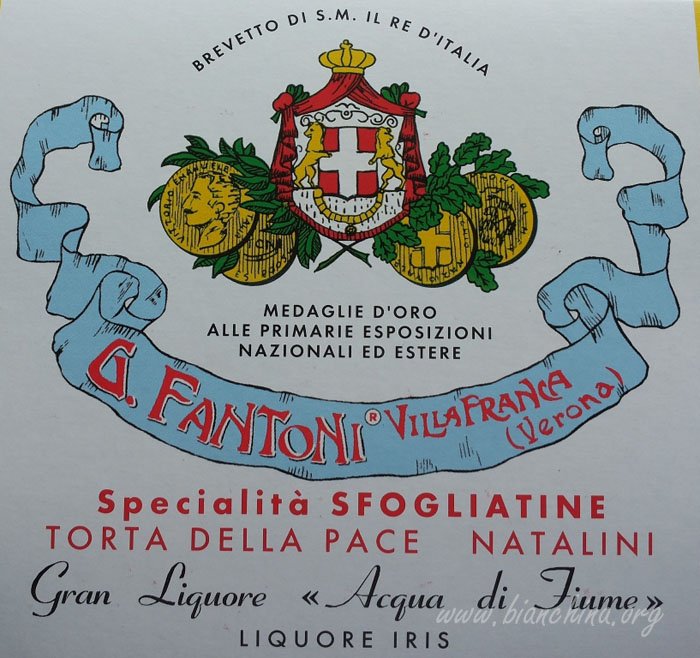 BREVETTO DI S.M. IL RE D'ITALIA
MEDAGLIE D'ORO
ALLE PRIMARIE ESPOSIZIONI
NAZIONALI ED ESTERE
G. FANTONI® VILLAFRANCA
(Verona)
Specialità SFOGLIATINE
TORTA DELLA PACE NATALINI
Gran Liquore « Acqua di Fiume »
www.bianchina.org
LIQUORE IRIS